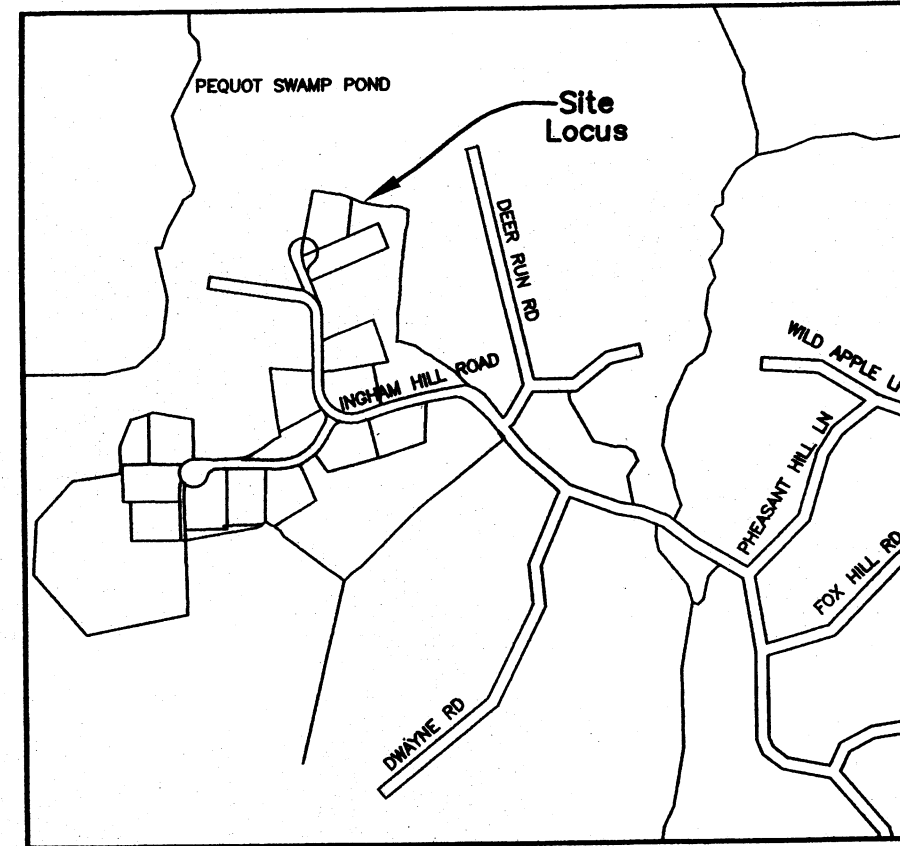 PEQUOT SWAMP POND
Site
Locus
DEER RUN RD
WILD APPLE
INGHAM HILL ROAD
PHEASANT HILL LN
FOX HILL RD
DWAYNE RD